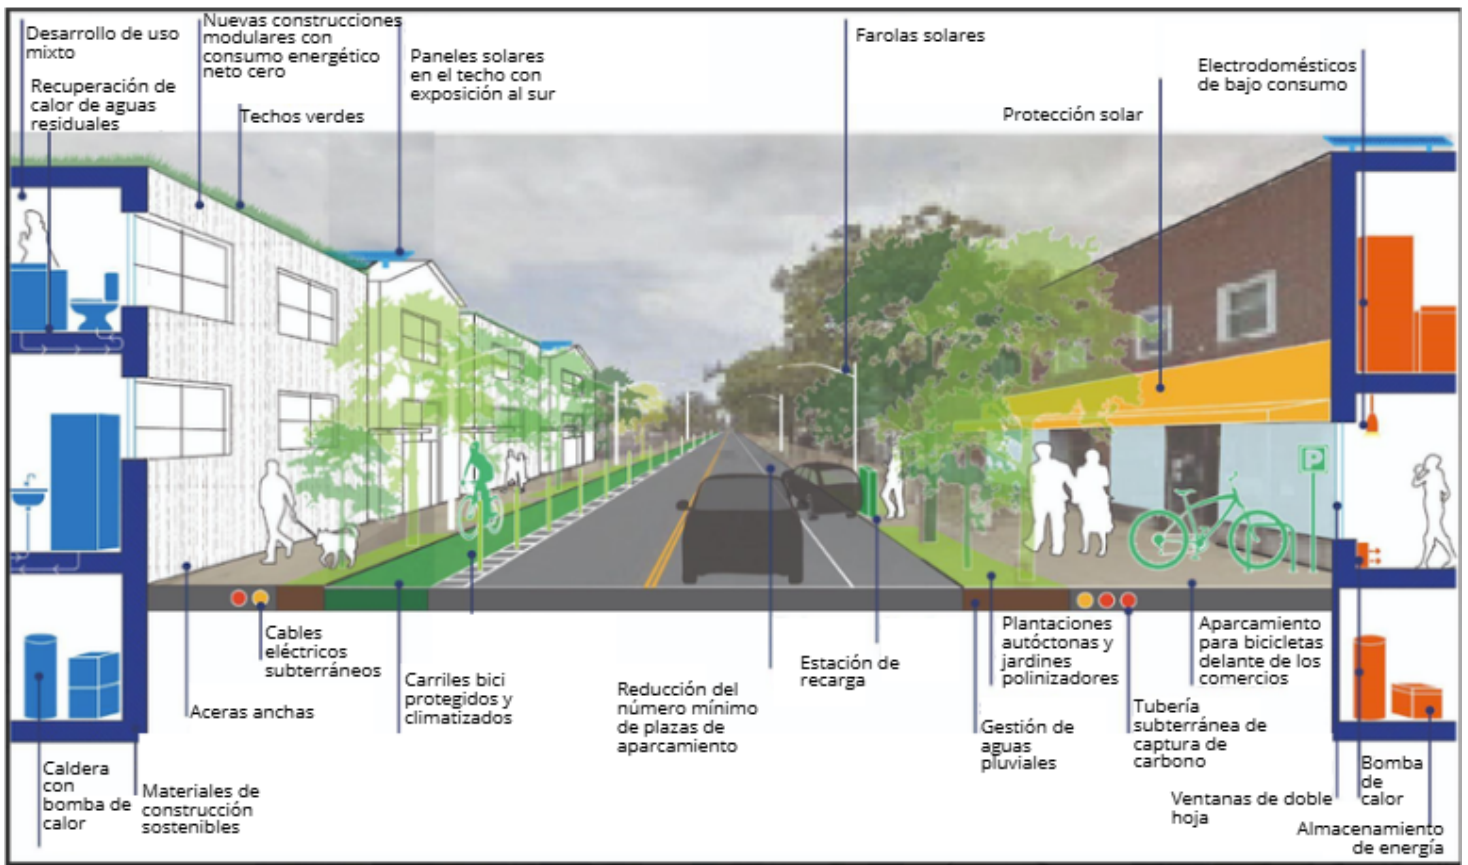 Desarrollo de uso
mixto
Recuperación de
calor de aguas
residuales
Nuevas construcciones
modulares con
consumo energético
neto cero
Techos verdes
Paneles solares
en el techo con
exposición al sur
Farolas solares
Protección solar
Electrodomésticos
de bajo consumo
P
Caldera
con
bomba de
calor
Materiales de
construcción
sostenibles
Aceras anchas
Cables
eléctricos
subterráneos
Carriles bici
protegidos y
climatizados
Reducción del
número mínimo
de plazas de
aparcamiento
Estación de
recarga
Gestión de
aguas
pluviales
Plantaciones
autóctonas y
jardines
polinizadores
Tubería
subterránea de
captura de
carbono
Aparcamiento
para bicicletas
delante de los
comercios
Ventanas de doble
hoja
Bomba
de
calor
Almacenamiento
de energía